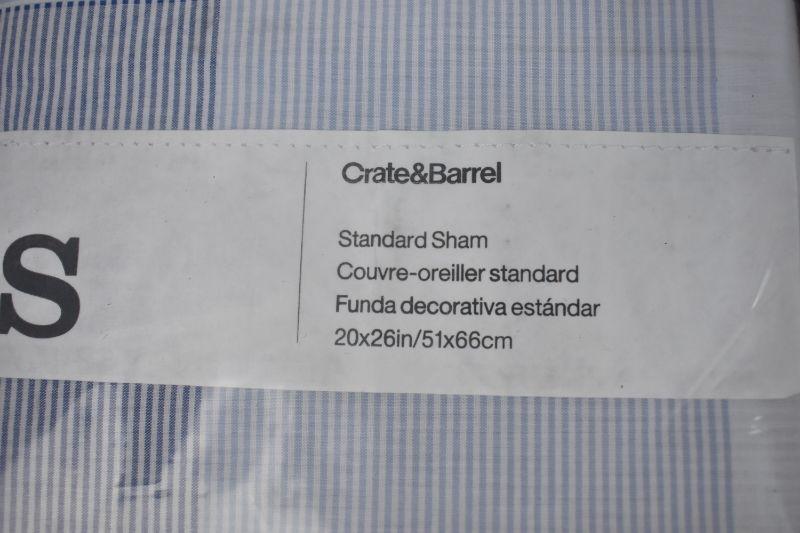 S
Crate&Barrel
Standard Sham
Couvre-oreiller standard
Funda decorativa estándar
20x26in/51x66cm